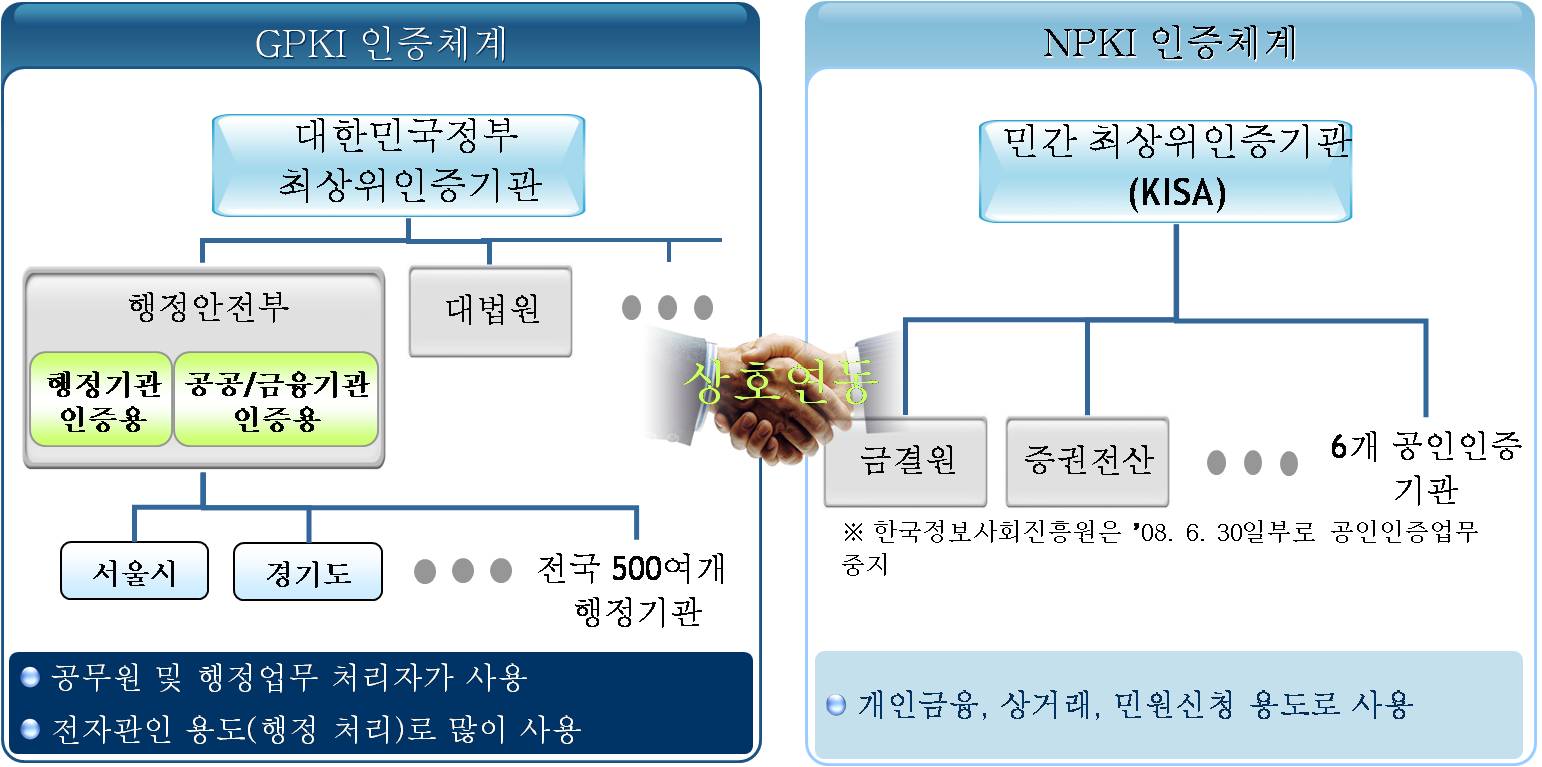 GPKI 인증체계
대한민국정부
최상위인증기관
행정안전부
행정기관
인증용
공공/금융기관
인증용
대법원
서울시
경기도
전국 500여개
행정기관
공무원 및 행정업무 처리자가 사용
전자관인 용도(행정 처리)로 많이 사용
상호연동
NPKI 인증체계
민간 최상위인증기관
(KISA)
금결원
증권전산
6개 공인인증
기관
※ 한국정보사회진흥원은 ’08. 6. 30일부로 공인인증업무
중지
개인금융, 상거래, 민원신청 용도로 사용